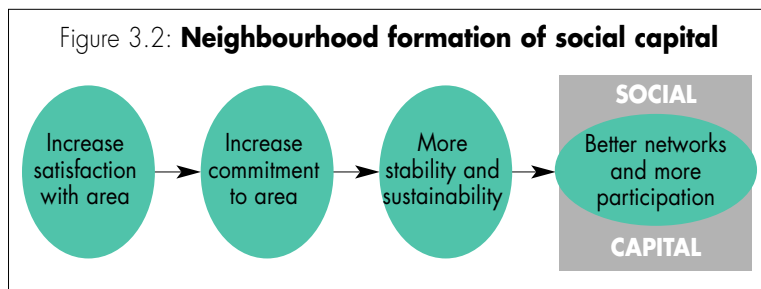 Figure 3.2: Neighbourhood formation of social capital
Increase
satisfaction
with area
Increase
commitment
to area
More
stability and
sustainability
SOCIAL
Better networks
and more
participation
CAPITAL